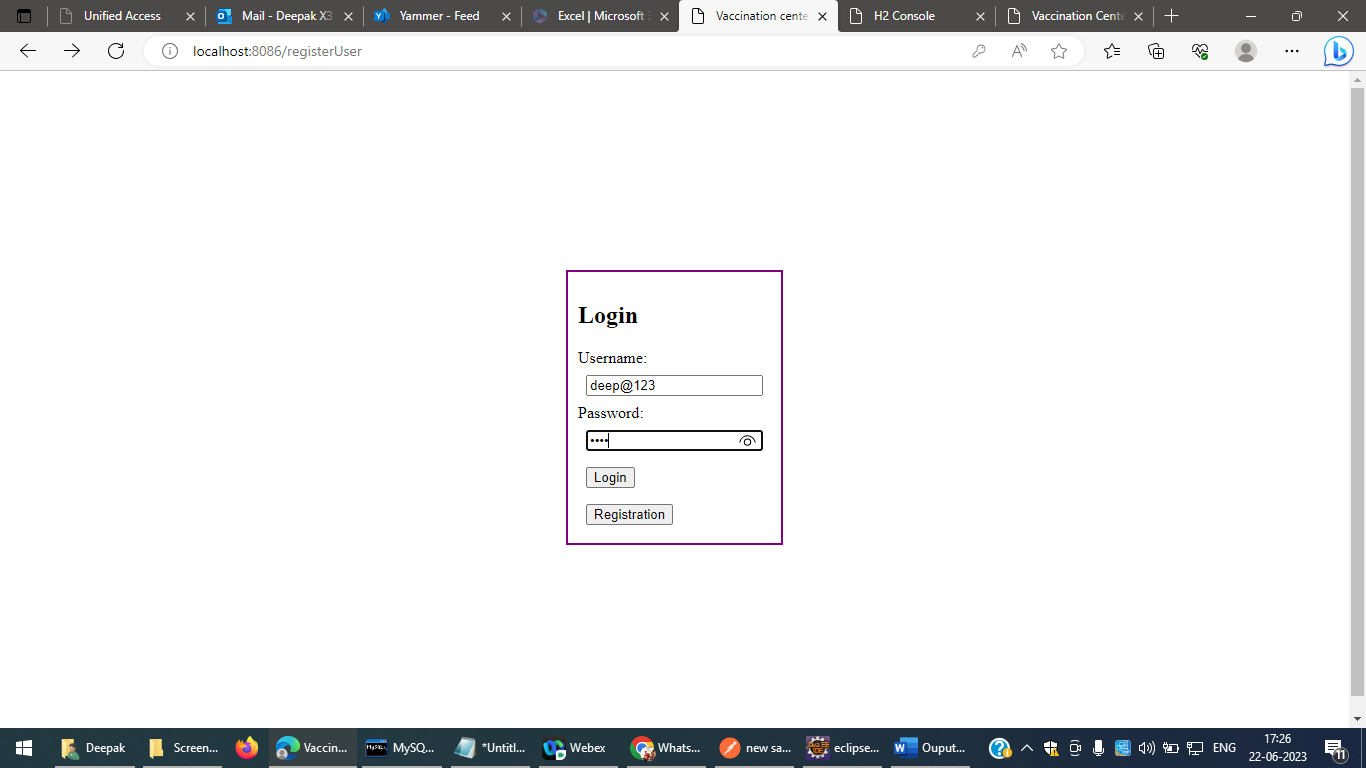 Unified Access
Mail - Deepak X3
Yammer - Feed
Excel | Microsoft 3
Vaccination cente
H2 Console
Vaccination Cente
localhost:8086/registerUser
Login
Username:
deep@123
Password:
••••
Login
Registration
Deepak
Screen...
Vaccin...
MySQ...
*Untitl...
Webex
Whats...
new sa...
eclipse...
Ouput...
ENG
17:26
22-06-2023
11